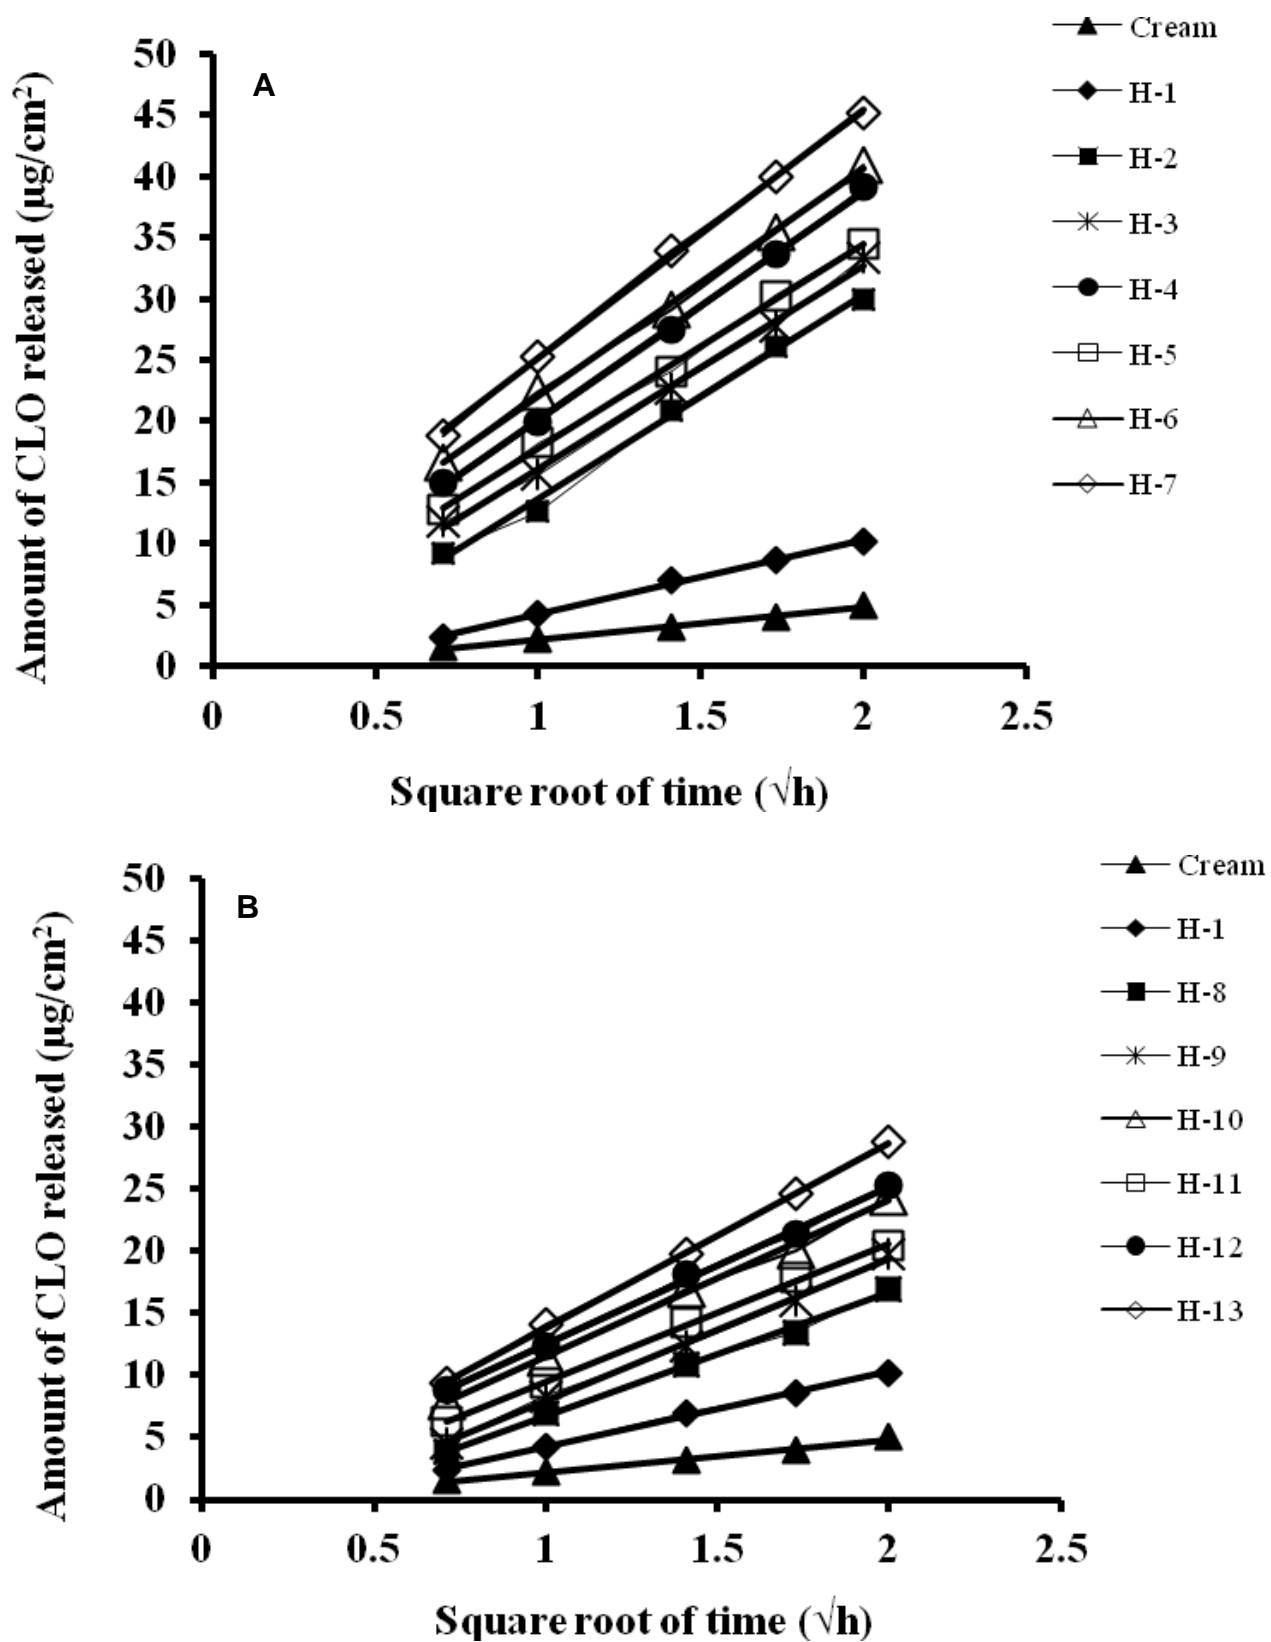 A
Amount of CLO released (µg/cm²)
50
45
40
35
30
25
20
15
10
5
0
0 0.5 1 1.5 2 2.5
Square root of time (√h)
Cream
H-1
H-2
H-3
H-4
H-5
H-6
H-7
B
Amount of CLO released (µg/cm²)
50
45
40
35
30
25
20
15
10
5
0
0 0.5 1 1.5 2 2.5
Square root of time (√h)
Cream
H-1
H-8
H-9
H-10
H-11
H-12
H-13